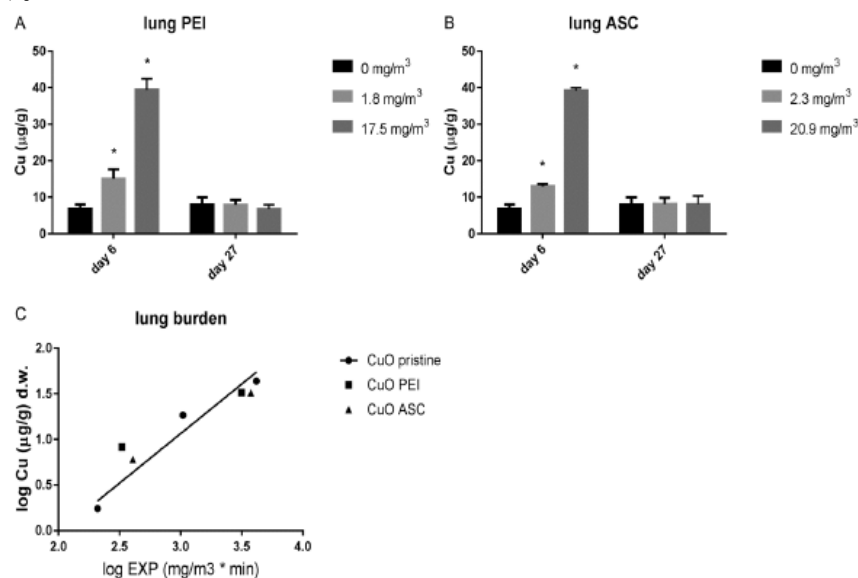 A
lung PEI
Cu (µg/g)
50
40
30
20
10
0
*
*
day 6
day 27
0 mg/m³
1.8 mg/m³
17.5 mg/m³
B
lung ASC
Cu (µg/g)
50
40
30
20
10
0
*
*
day 6
day 27
0 mg/m³
2.3 mg/m³
20.9 mg/m³
C
lung burden
log Cu (µg/g) d.w.
2.0
1.5
1.0
0.5
0.0
2.0 2.5 3.0 3.5 4.0
log EXP (mg/m3 * min)
CuO pristine
CuO PEI
CuO ASC